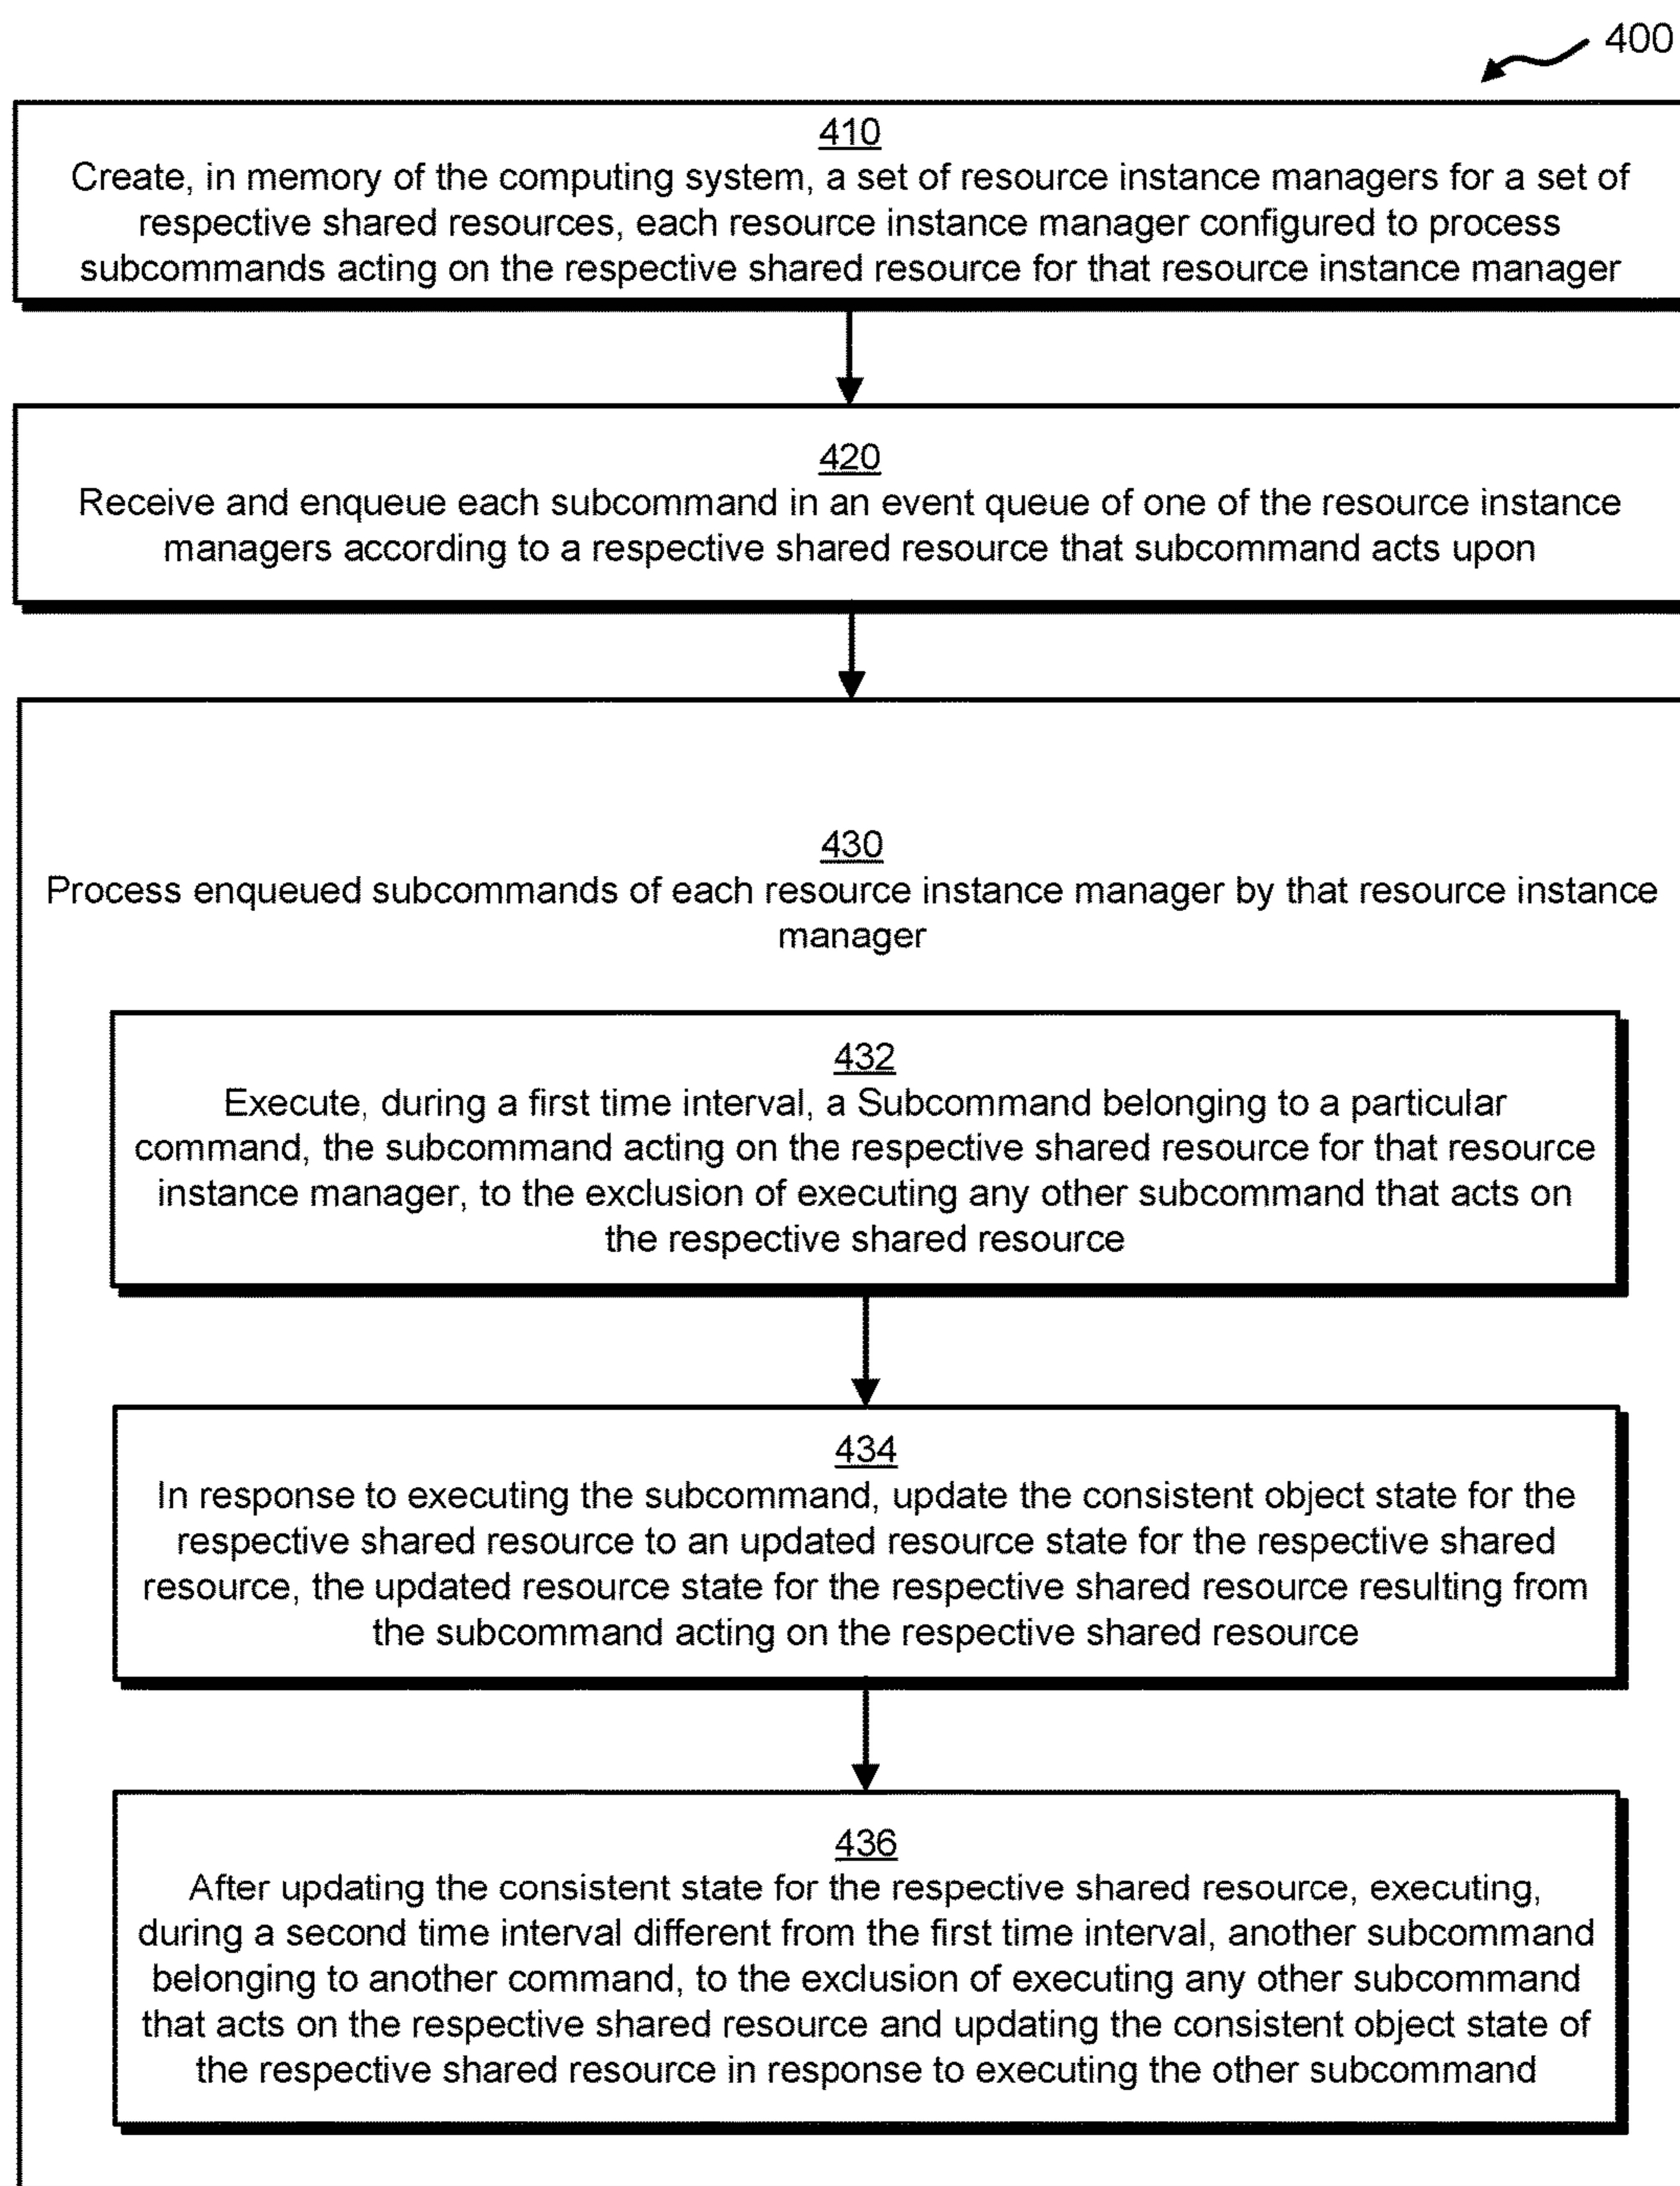 400
410
Create, in memory of the computing system, a set of resource instance managers for a set of
respective shared resources, each resource instance manager configured to process
subcommands acting on the respective shared resource for that resource instance manager
420
Receive and enqueue each subcommand in an event queue of one of the resource instance
managers according to a respective shared resource that subcommand acts upon
430
Process enqueued subcommands of each resource instance manager by that resource instance
manager
432
Execute, during a first time interval, a Subcommand belonging to a particular
command, the subcommand acting on the respective shared resource for that resource
instance manager, to the exclusion of executing any other subcommand that acts on
the respective shared resource
434
In response to executing the subcommand, update the consistent object state for the
respective shared resource to an updated resource state for the respective shared
resource, the updated resource state for the respective shared resource resulting from
the subcommand acting on the respective shared resource
436
After updating the consistent state for the respective shared resource, executing,
during a second time interval different from the first time interval, another subcommand
belonging to another command, to the exclusion of executing any other subcommand
that acts on the respective shared resource and updating the consistent object state of
the respective shared resource in response to executing the other subcommand